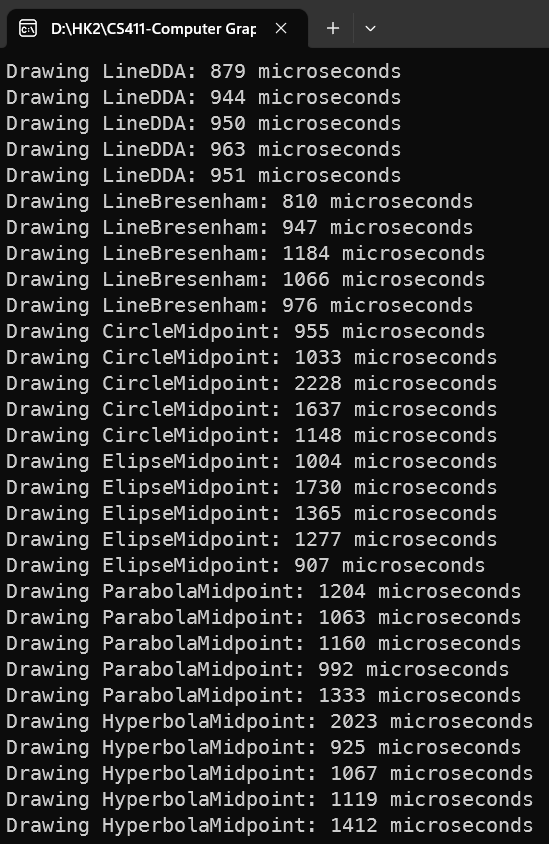 D:\HK2\CS411-Computer Grap
Drawing LineDDA: 879 microseconds
Drawing LineDDA: 944 microseconds
Drawing LineDDA: 950 microseconds
Drawing LineDDA: 963 microseconds
Drawing LineDDA: 951 microseconds
Drawing LineBresenham: 810 microseconds
Drawing LineBresenham: 947 microseconds
Drawing LineBresenham: 1184 microseconds
Drawing LineBresenham: 1066 microseconds
Drawing LineBresenham: 976 microseconds
Drawing CircleMidpoint: 955 microseconds
Drawing CircleMidpoint: 1033 microseconds
Drawing CircleMidpoint: 2228 microseconds
Drawing CircleMidpoint: 1637 microseconds
Drawing CircleMidpoint: 1148 microseconds
Drawing ElipseMidpoint: 1004 microseconds
Drawing ElipseMidpoint: 1730 microseconds
Drawing ElipseMidpoint: 1365 microseconds
Drawing ElipseMidpoint: 1277 microseconds
Drawing ElipseMidpoint: 907 microseconds
Drawing ParabolaMidpoint: 1204 microseconds
Drawing ParabolaMidpoint: 1063 microseconds
Drawing ParabolaMidpoint: 1160 microseconds
Drawing ParabolaMidpoint: 992 microseconds
Drawing ParabolaMidpoint: 1333 microseconds
Drawing HyperbolaMidpoint: 2023 microseconds
Drawing HyperbolaMidpoint: 925 microseconds
Drawing HyperbolaMidpoint: 1067 microseconds
Drawing HyperbolaMidpoint: 1119 microseconds
Drawing HyperbolaMidpoint: 1412 microseconds